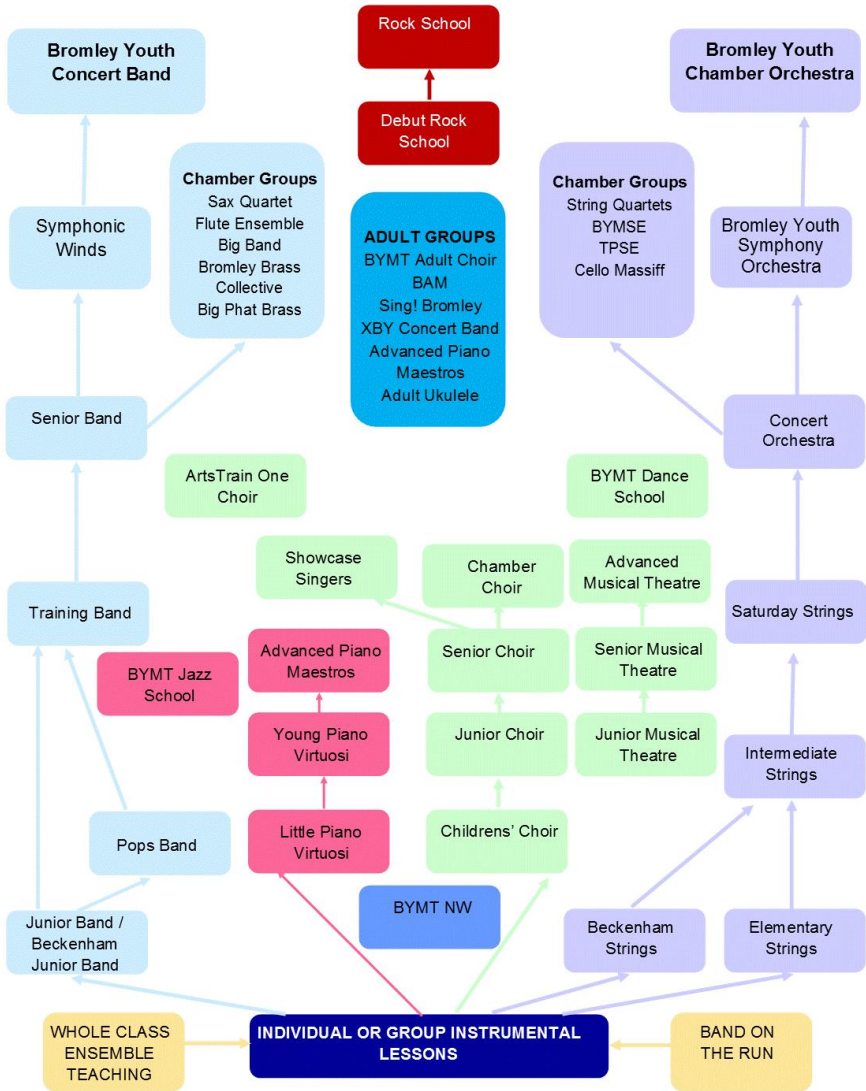 Bromley Youth
Concert Band
Rock School
Bromley Youth
Chamber Orchestra
Debut Rock
School
Chamber Groups
Sax Quartet
Flute Ensemble
Big Band
Bromley Brass
Collective
Big Phat Brass
Chamber Groups
String Quartets
BYMSE
TPSE
Cello Massiff
Symphonic
Winds
ADULT GROUPS
BYMT Adult Choir
BAM
Sing! Bromley
XBY Concert Band
Advanced Piano
Maestros
Adult Ukulele
Bromley Youth
Symphony
Orchestra
Senior Band
Concert
Orchestra
ArtsTrain One
Choir
BYMT Dance
School
Showcase
Singers
Chamber
Choir
Advanced
Musical Theatre
Training Band
Saturday Strings
BYMT Jazz
School
Advanced Piano
Maestros
Senior Choir
Senior Musical
Theatre
Young Piano
Virtuosi
Junior Choir
Junior Musical
Theatre
Intermediate
Strings
Pops Band
Little Piano
Virtuosi
Childrens’ Choir
BYMT NW
Junior Band /
Beckenham
Junior Band
Beckenham
Strings
Elementary
Strings
WHOLE CLASS
ENSEMBLE
TEACHING
INDIVIDUAL OR GROUP INSTRUMENTAL
LESSONS
BAND ON
THE RUN